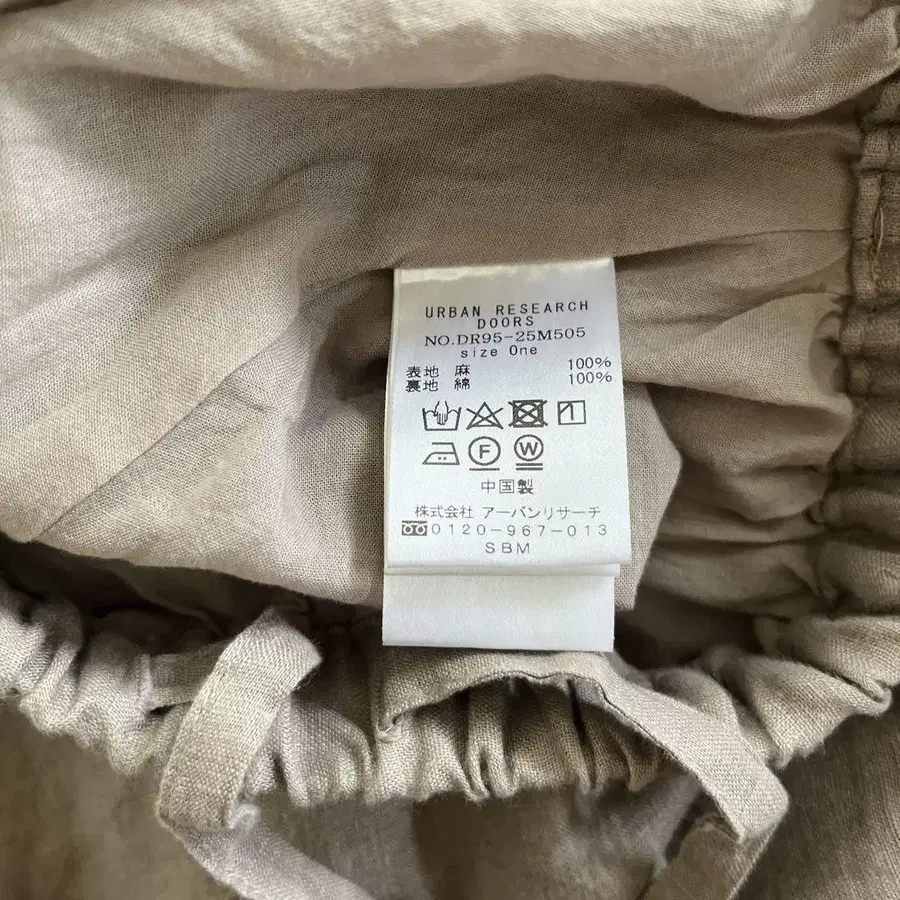 URBAN RESEARCH
DOORS
NO.DR95-25M505
size One
表地 麻 100%
裏地 綿 100%
F W
中国製
株式会社 アーバンリサーチ
0120-967-013
SBM